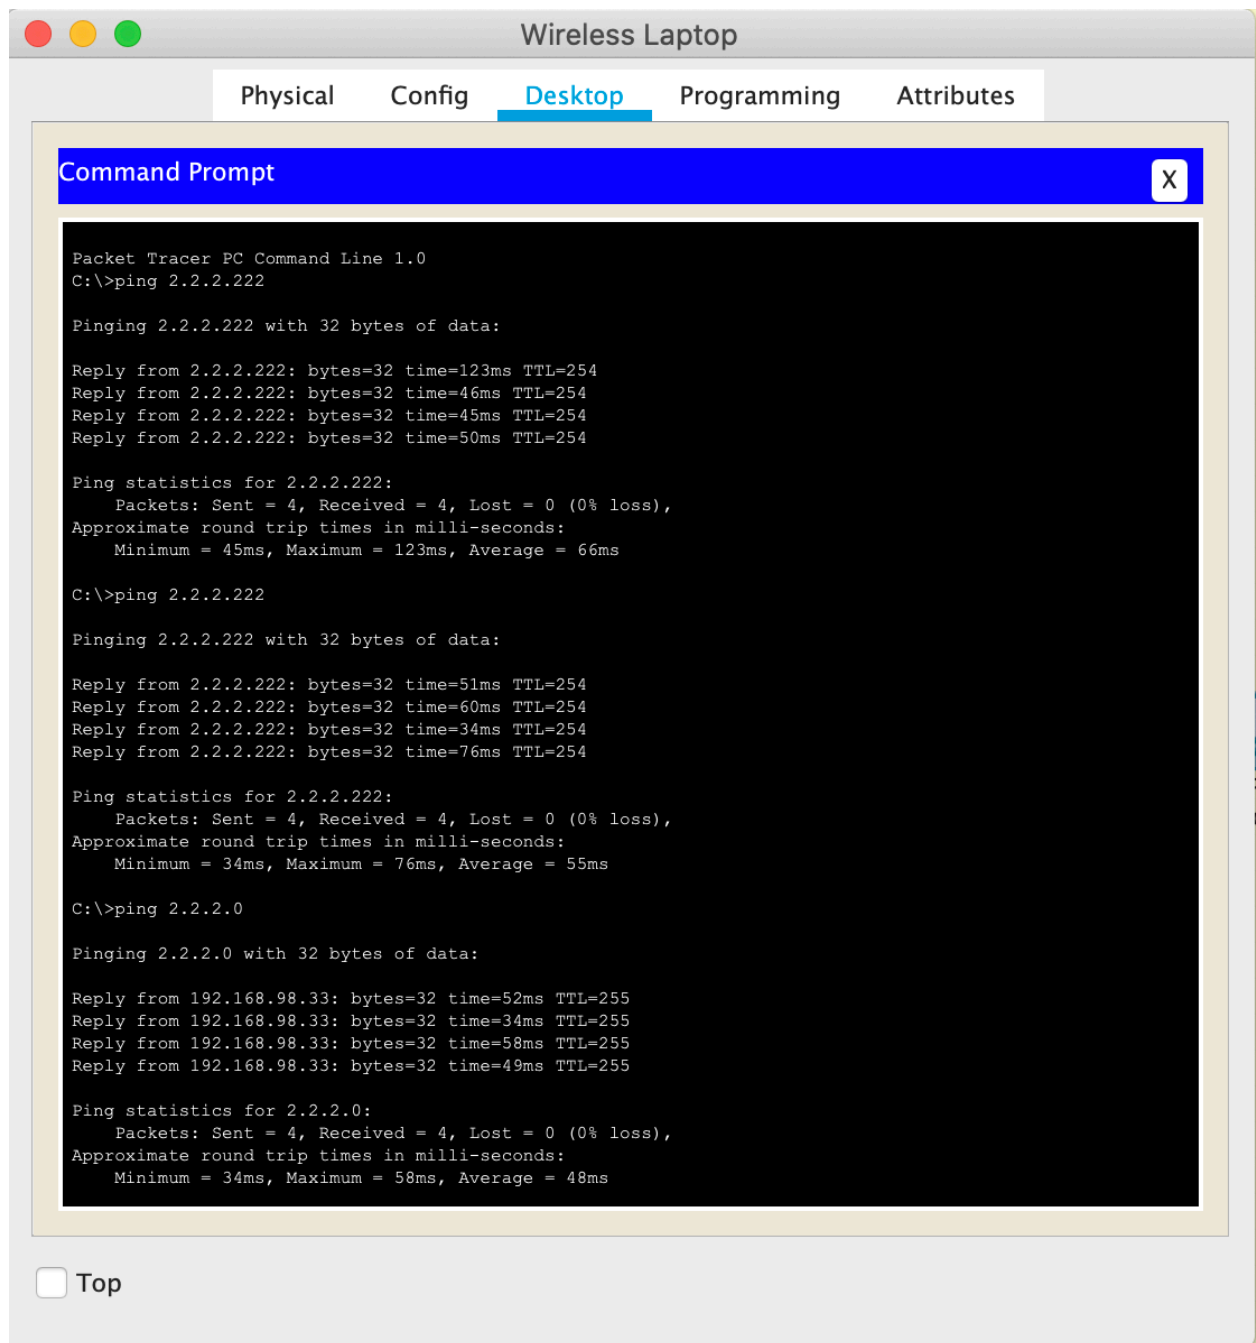 Wireless Laptop
Physical Config Desktop Programming Attributes
Command Prompt
X
Packet Tracer PC Command Line 1.0
C:\>ping 2.2.2.222
Pinging 2.2.2.222 with 32 bytes of data:
Reply from 2.2.2.222: bytes=32 time=123ms TTL=254
Reply from 2.2.2.222: bytes=32 time=46ms TTL=254
Reply from 2.2.2.222: bytes=32 time=45ms TTL=254
Reply from 2.2.2.222: bytes=32 time=50ms TTL=254
Ping statistics for 2.2.2.222:
Packets: Sent = 4, Received = 4, Lost = 0 (0% loss),
Approximate round trip times in milli-seconds:
Minimum = 45ms, Maximum = 123ms, Average = 66ms
C:\>ping 2.2.2.222
Pinging 2.2.2.222 with 32 bytes of data:
Reply from 2.2.2.222: bytes=32 time=51ms TTL=254
Reply from 2.2.2.222: bytes=32 time=60ms TTL=254
Reply from 2.2.2.222: bytes=32 time=34ms TTL=254
Reply from 2.2.2.222: bytes=32 time=76ms TTL=254
Ping statistics for 2.2.2.222:
Packets: Sent = 4, Received = 4, Lost = 0 (0% loss),
Approximate round trip times in milli-seconds:
Minimum = 34ms, Maximum = 76ms, Average = 55ms
C:\>ping 2.2.2.0
Pinging 2.2.2.0 with 32 bytes of data:
Reply from 192.168.98.33: bytes=32 time=52ms TTL=255
Reply from 192.168.98.33: bytes=32 time=34ms TTL=255
Reply from 192.168.98.33: bytes=32 time=58ms TTL=255
Reply from 192.168.98.33: bytes=32 time=49ms TTL=255
Ping statistics for 2.2.2.0:
Packets: Sent = 4, Received = 4, Lost = 0 (0% loss),
Approximate round trip times in milli-seconds:
Minimum = 34ms, Maximum = 58ms, Average = 48ms
Top